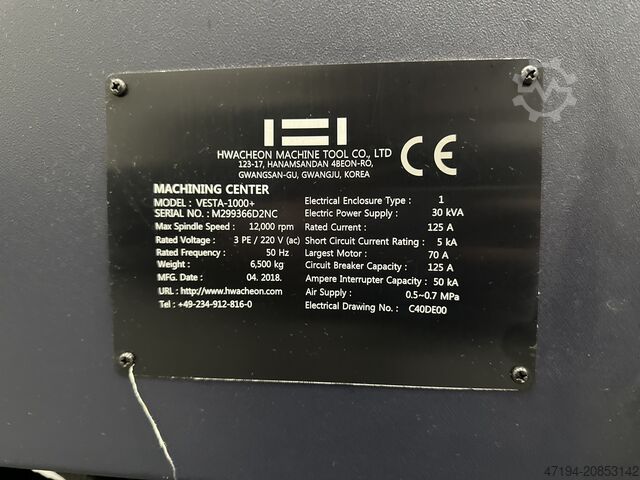 HWACHEON MACHINE TOOL CO., LTD
123-17, HANAMSANDAN 4BEON-RO,
GWANGSAN-GU, GWANGJU, KOREA
CE
MACHINING CENTER
MODEL : VESTA-1000+
SERIAL NO. : M299366D2NC
Max Spindle Speed : 12,000 rpm
Rated Voltage : 3 PE / 220 V (ac)
Rated Frequency : 50 Hz
Weight : 6,500 kg
MFG. Date : 04. 2018.
URL : http://www.hwacheon.com
Tel : +49-234-912-816-0
Electrical Enclosure Type : 1
Electric Power Supply : 30 kVA
Rated Current : 125 A
Short Circuit Current Rating : 5 kA
Largest Motor : 70 A
Circuit Breaker Capacity : 125 A
Ampere Interrupter Capacity : 50 kA
Air Supply : 0.5~0.7 MPa
Electrical Drawing No. : C40DE00
47194-20853142